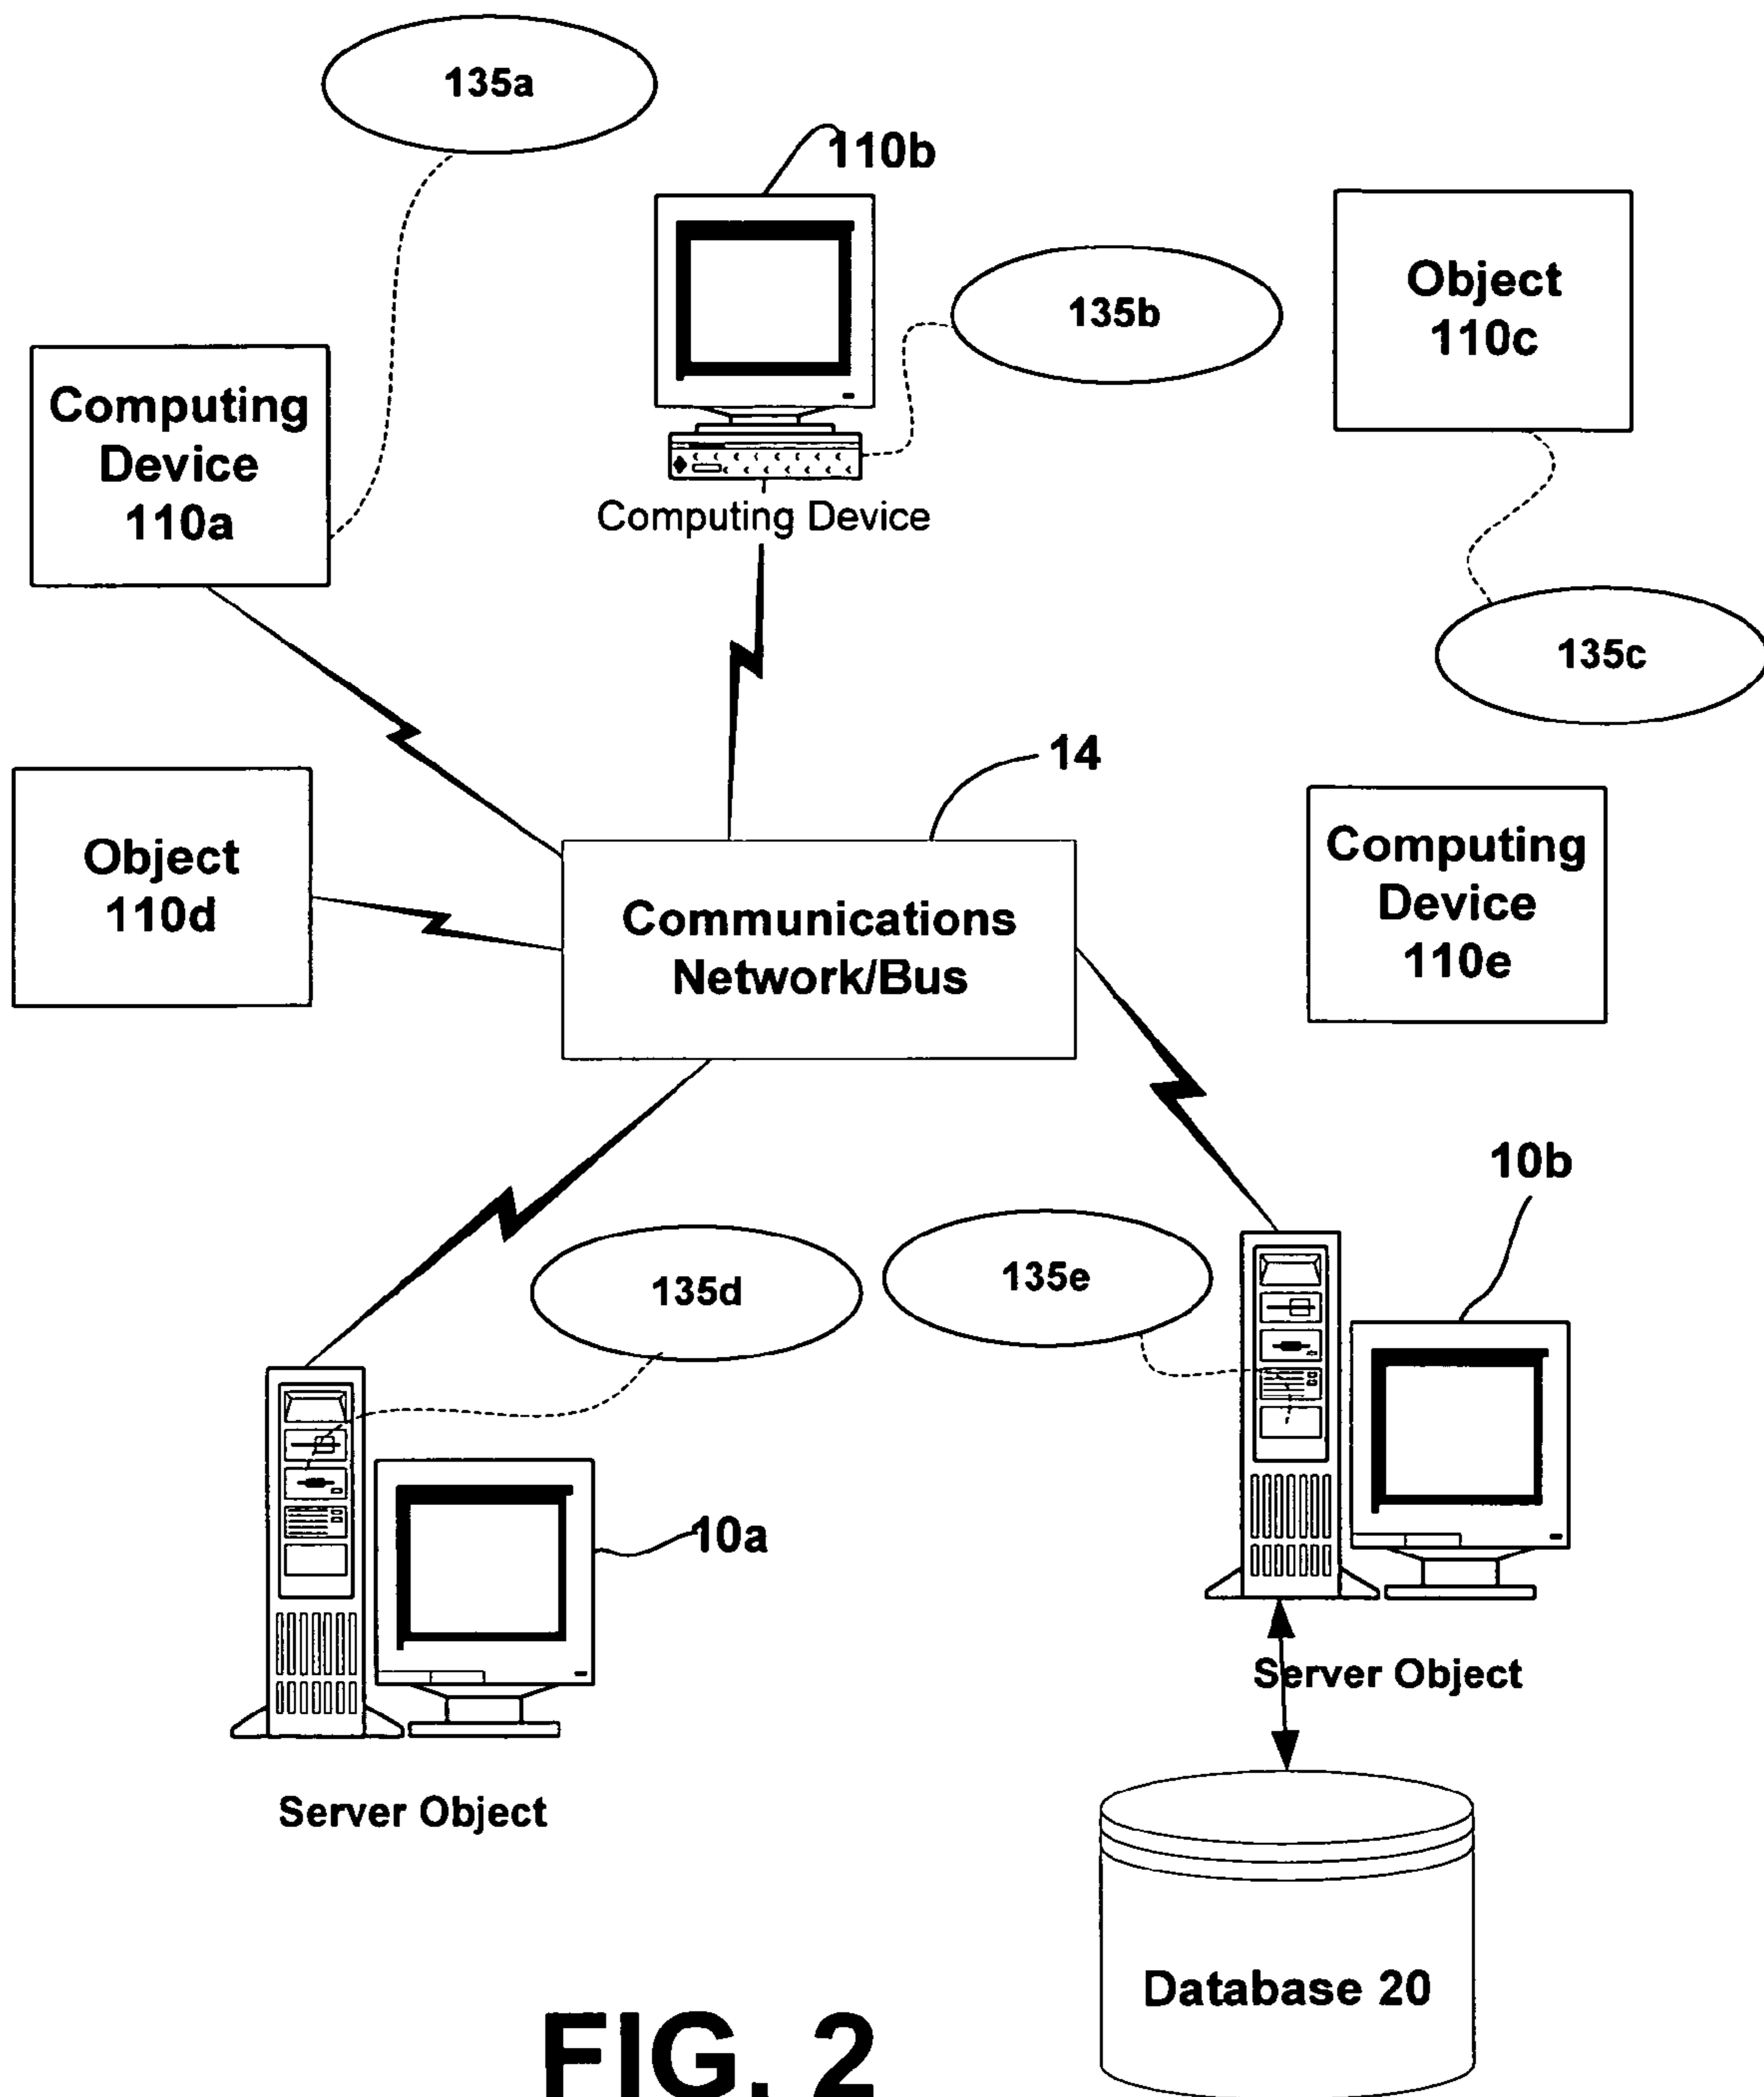 135a
110b
135b
Object
110c
Computing
Device
110a
Computing Device
135c
14
Object
110d
Communications
Network/Bus
Computing
Device
110e
10b
135d
135e
10a
Server Object
Server Object
Database 20
FIG. 2